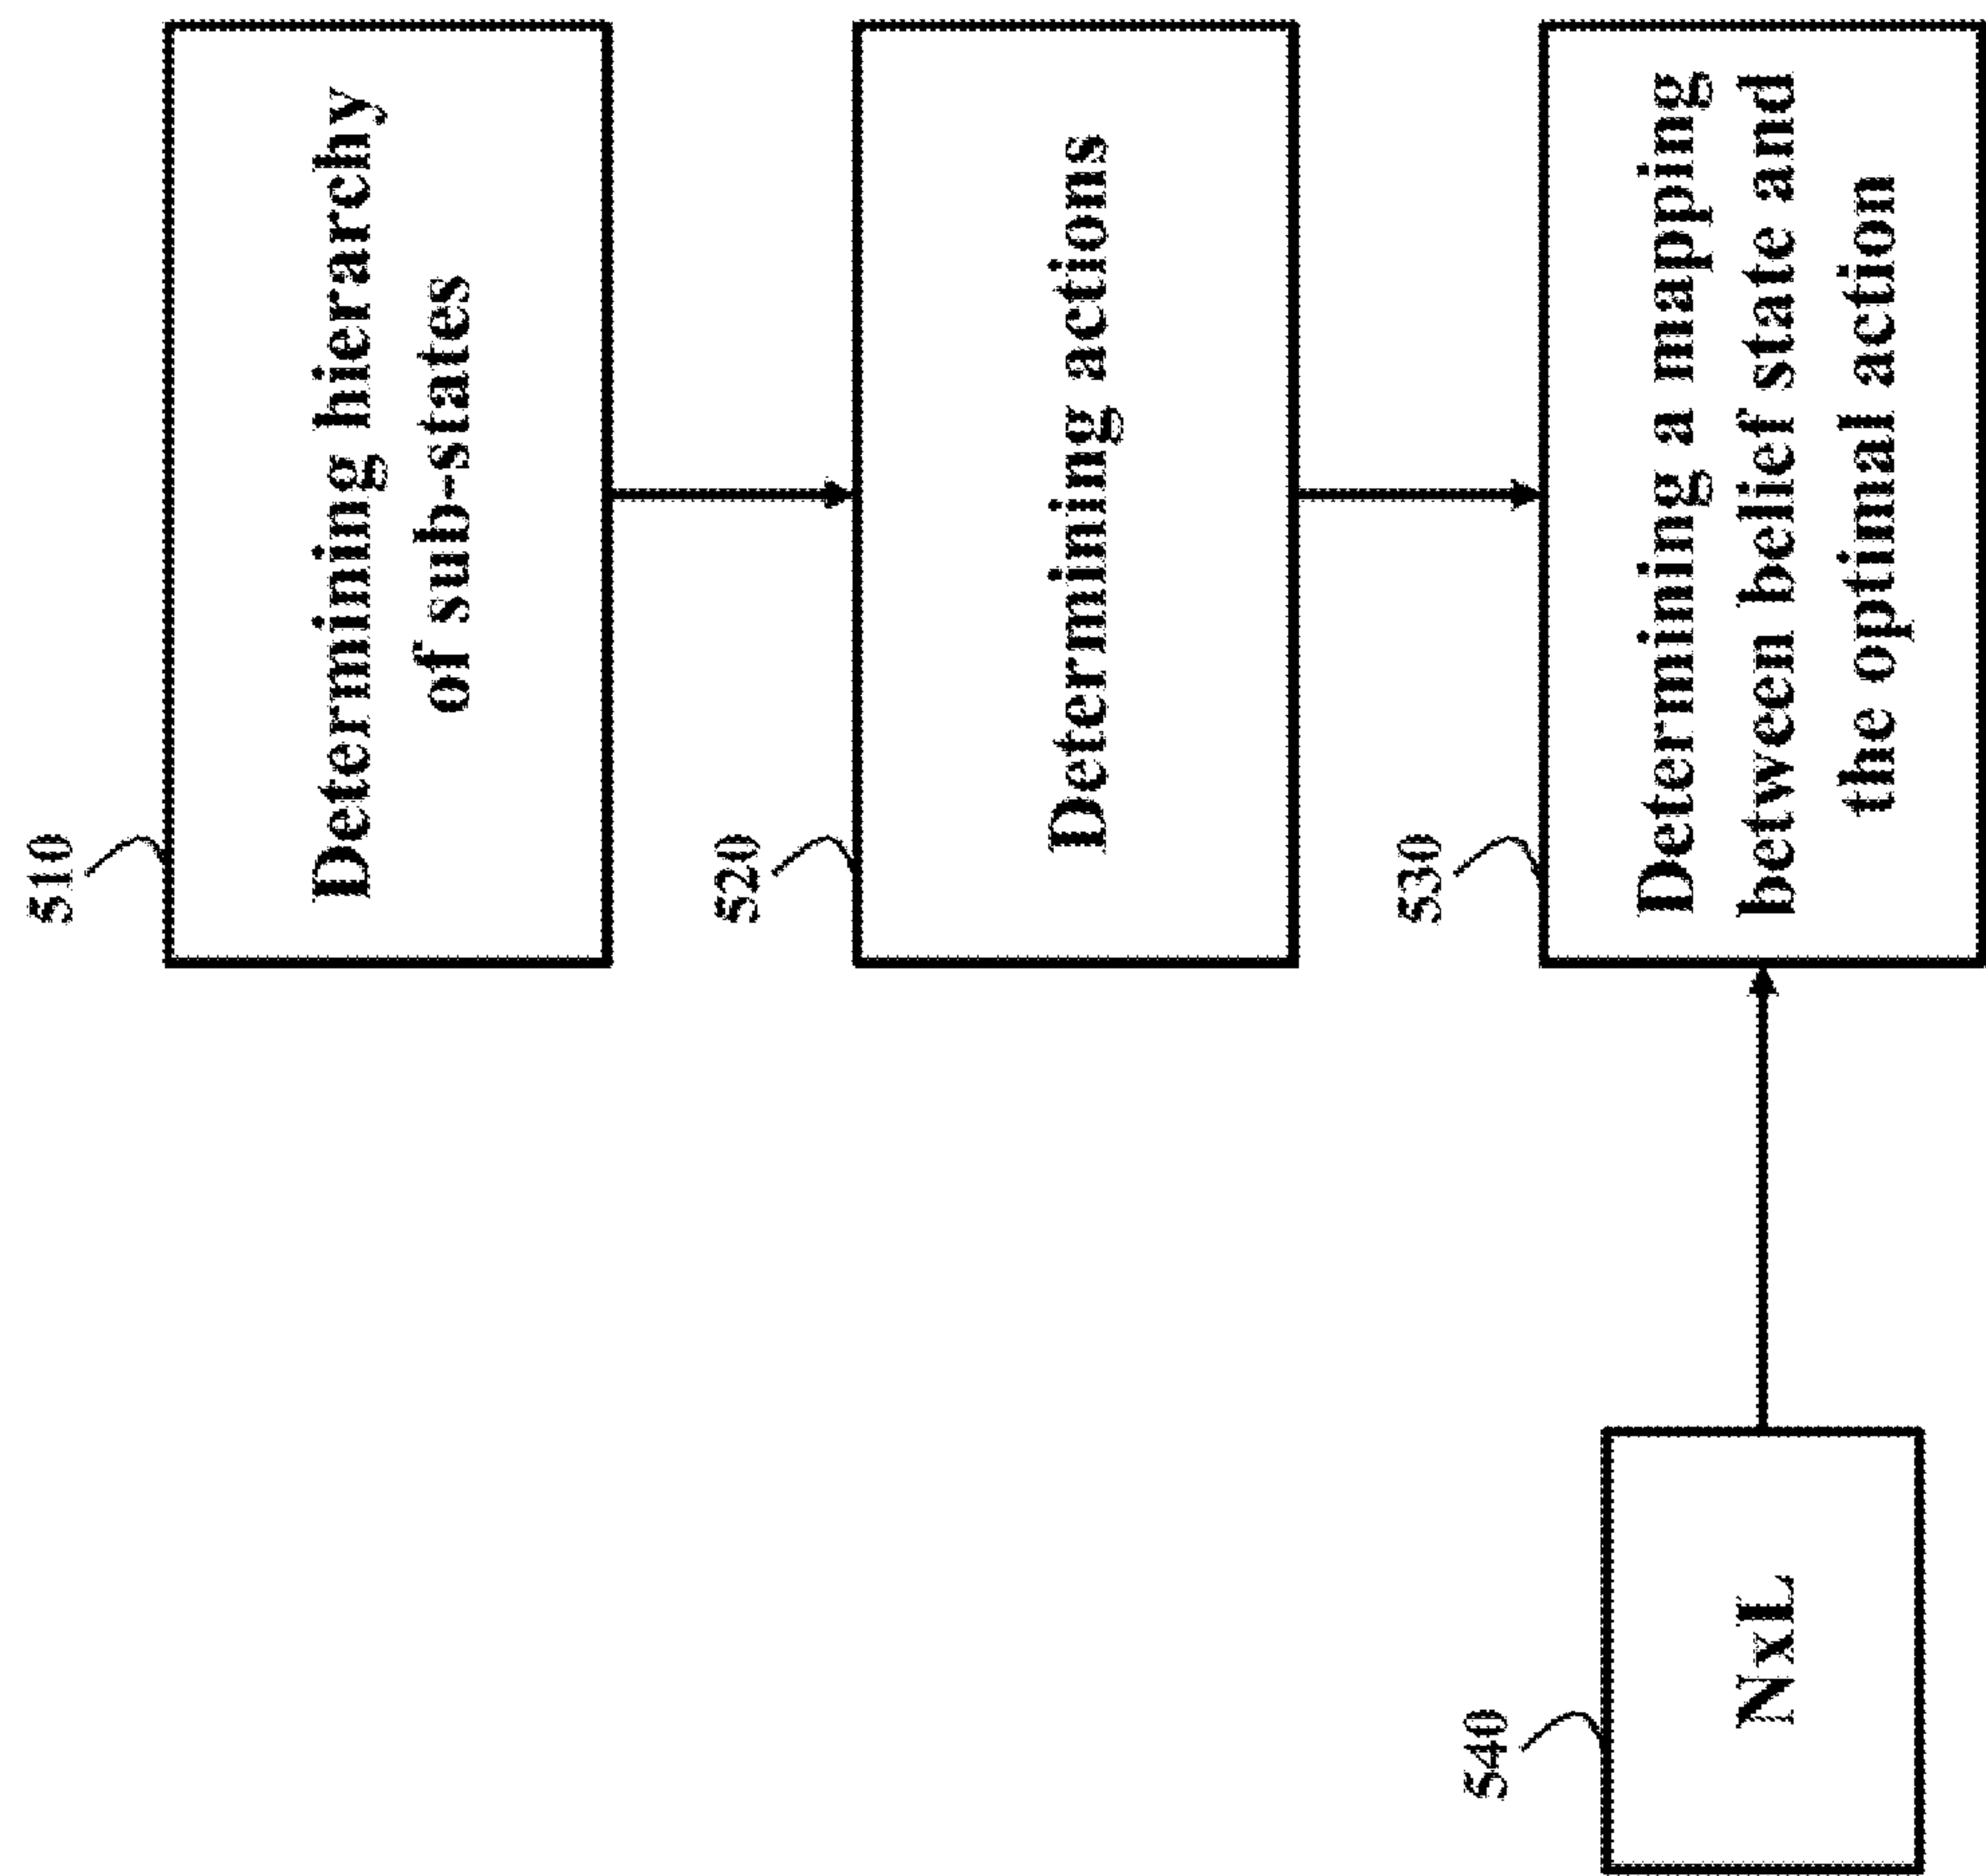 510
Determining hierarchy
of sub-states
520
Determining actions
530
Determining a mapping
between belief state and
the optimal action
540
NxL